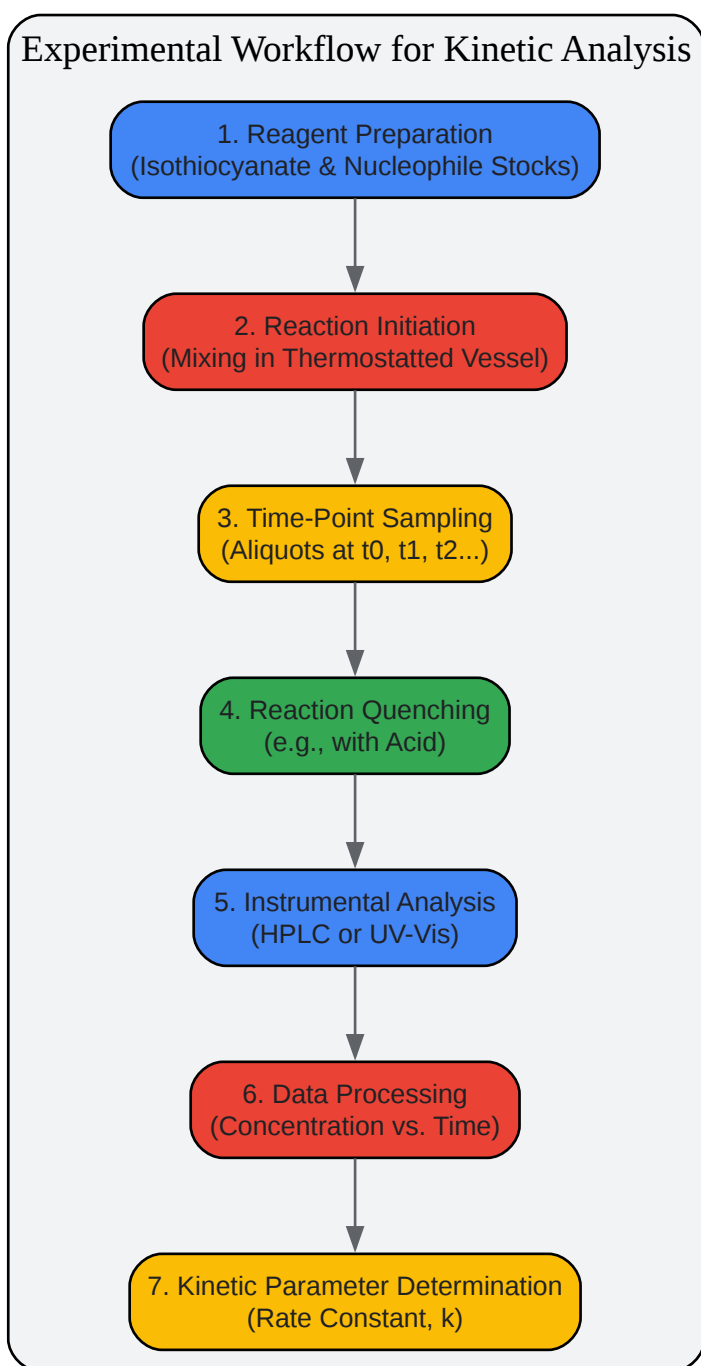 Experimental Workflow for Kinetic Analysis
1. Reagent Preparation
(Isothiocyanate & Nucleophile Stocks)
2. Reaction Initiation
(Mixing in Thermostatted Vessel)
3. Time-Point Sampling
(Aliquots at t0, t1, t2...)
4. Reaction Quenching
(e.g., with Acid)
5. Instrumental Analysis
(HPLC or UV-Vis)
6. Data Processing
(Concentration vs. Time)
7. Kinetic Parameter Determination
(Rate Constant, k)